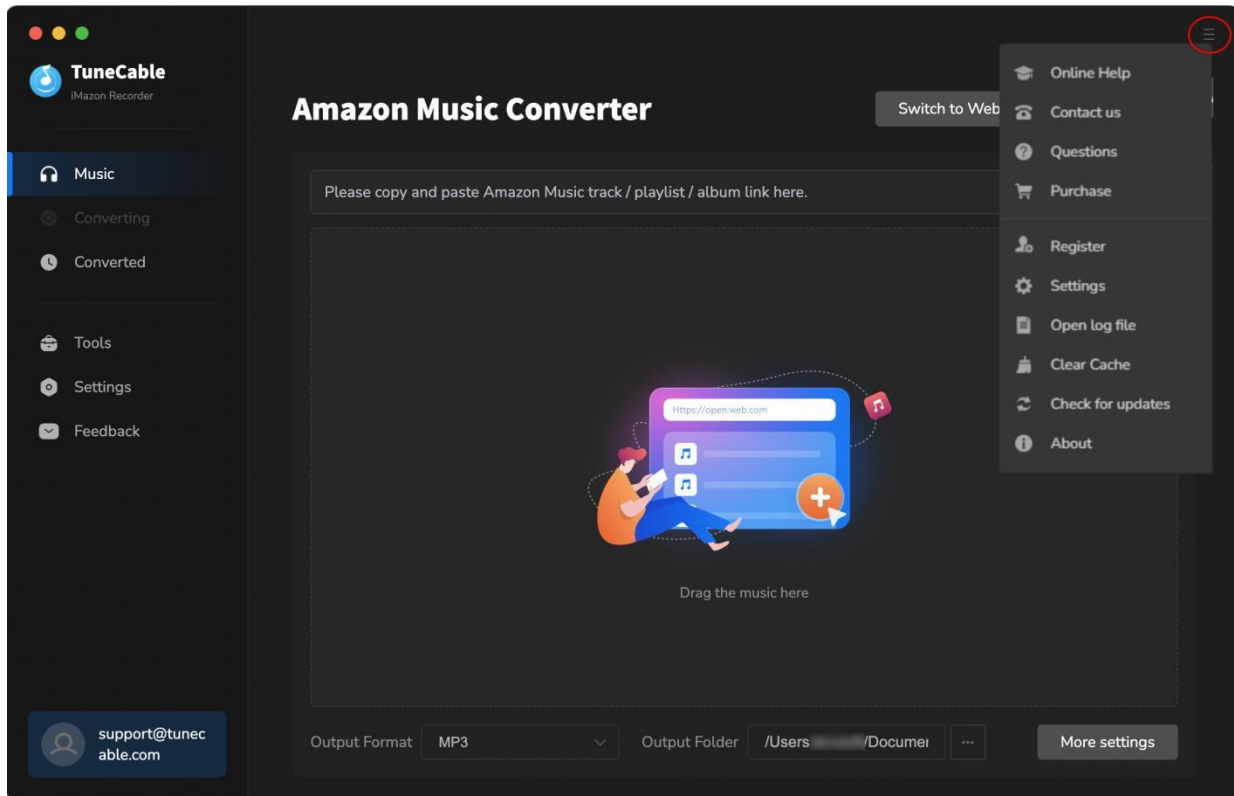 TuneCable
iMazon Recorder
Music
Converting
Converted
Tools
Settings
Feedback
support@tunec
able.com
Amazon Music Converter
Switch to Web
Please copy and paste Amazon Music track / playlist / album link here.
Https://open.web.com
Drag the music here
Output Format MP3 Output Folder /Users /Documer ... More settings
Online Help
Contact us
Questions
Purchase
Register
Settings
Open log file
Clear Cache
Check for updates
About